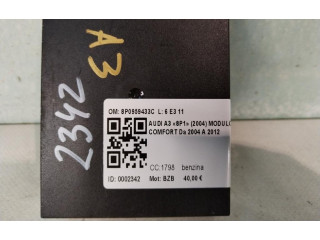 A3
2342
OM: 8P0959433C L: 6 E3 11
AUDI A3 «8P1» (2004) MODULO
COMFORT Da 2004 A 2012
CC:1798 benzina
ID: 0002342 Mot: BZB 40,00 €